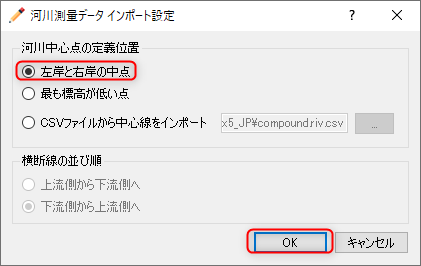 河川測量データ インポート設定
河川中心点の定義位置
左岸と右岸の中点
最も標高が低い点
CSVファイルから中心線をインポート
x5_JP¥compound.riv.csv
...
横断線の並び順
上流側から下流側へ
下流側から上流側へ
OK
キャンセル